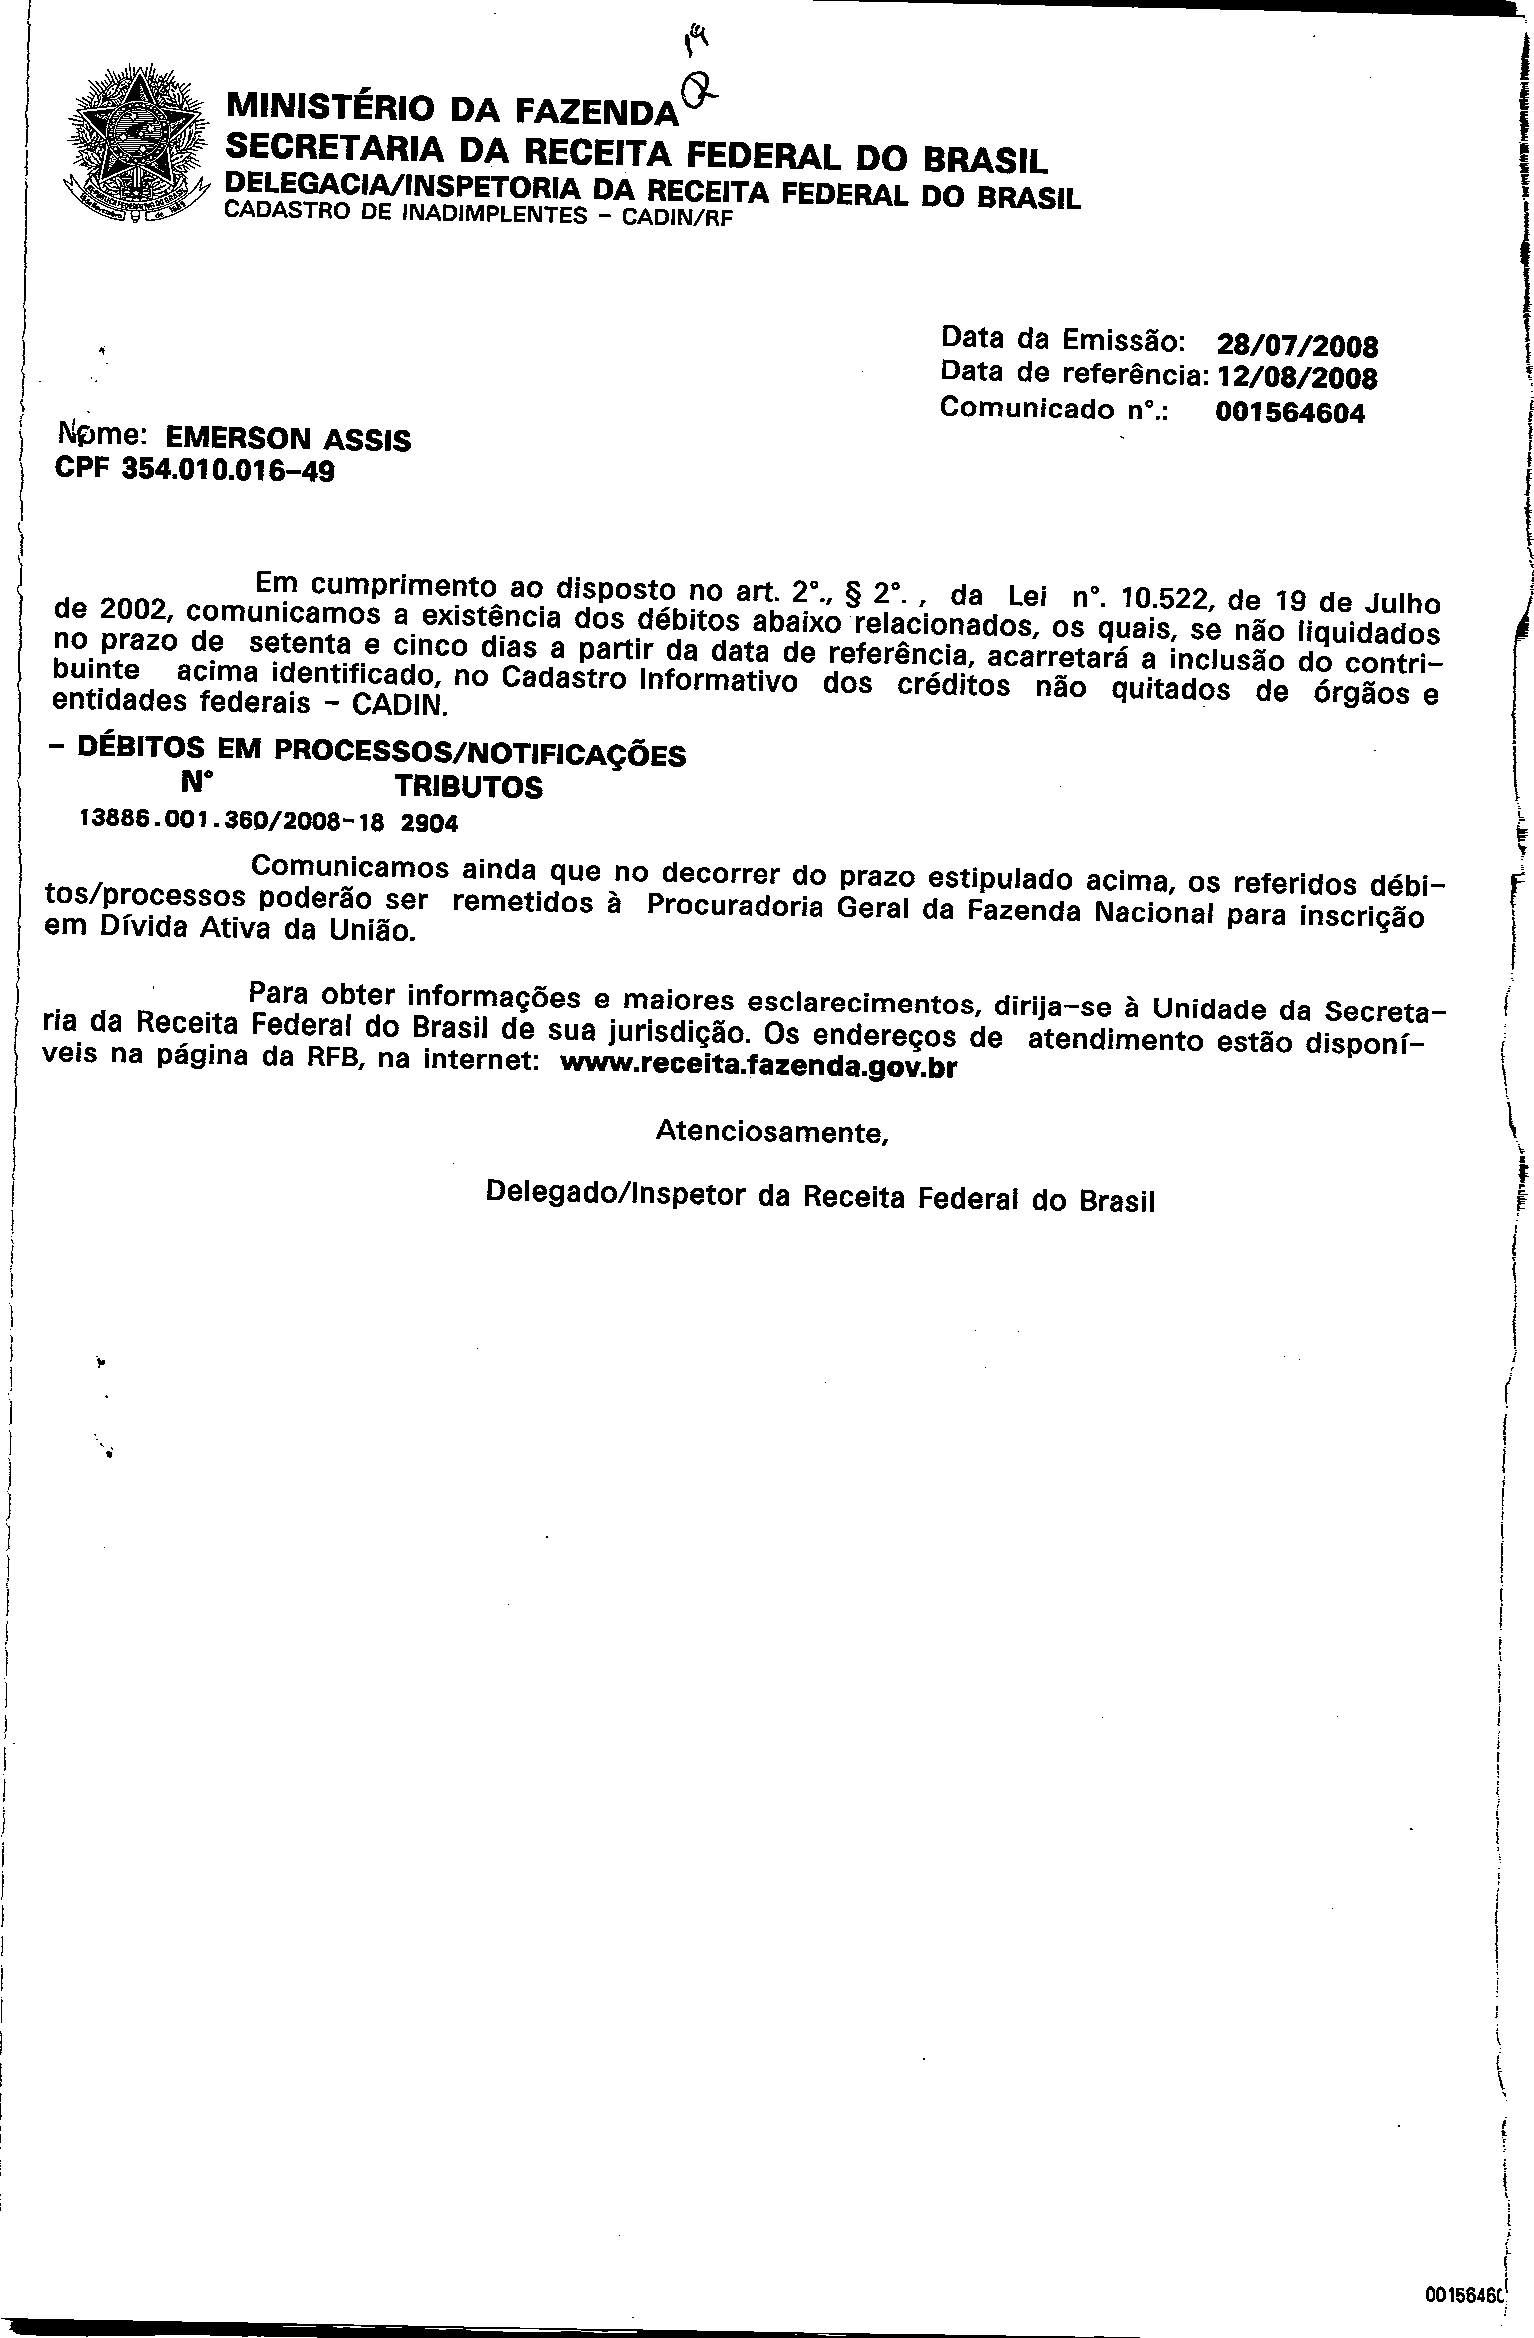 MINISTÉRIO DA FAZENDA
SECRETARIA DA RECEITA FEDERAL DO BRASIL
DELEGACIA/INSPETORIA DA RECEITA FEDERAL DO BRASIL
CADASTRO DE INADIMPLENTES - CADIN/RF
Data da Emissão: 28/07/2008
Data de referência: 12/08/2008
Comunicado nº.: 001564604
Nome: EMERSON ASSIS
CPF 354.010.016-49
Em cumprimento ao disposto no art. 2º., § 2º. , da Lei nº. 10.522, de 19 de Julho
de 2002, comunicamos a existência dos débitos abaixo relacionados, os quais, se não liquidados
no prazo de setenta e cinco dias a partir da data de referência, acarretará a inclusão do contri-
buinte acima identificado, no Cadastro Informativo dos créditos não quitados de órgãos e
entidades federais - CADIN.
- DÉBITOS EM PROCESSOS/NOTIFICAÇÕES
Nº TRIBUTOS
13886.001.360/2008-18 2904
Comunicamos ainda que no decorrer do prazo estipulado acima, os referidos débi-
tos/processos poderão ser remetidos à Procuradoria Geral da Fazenda Nacional para inscrição
em Dívida Ativa da União.
Para obter informações e maiores esclarecimentos, dirija-se à Unidade da Secreta-
ria da Receita Federal do Brasil de sua jurisdição. Os endereços de atendimento estão disponí-
veis na página da RFB, na internet: www.receita.fazenda.gov.br
Atenciosamente,
Delegado/Inspetor da Receita Federal do Brasil
0015646